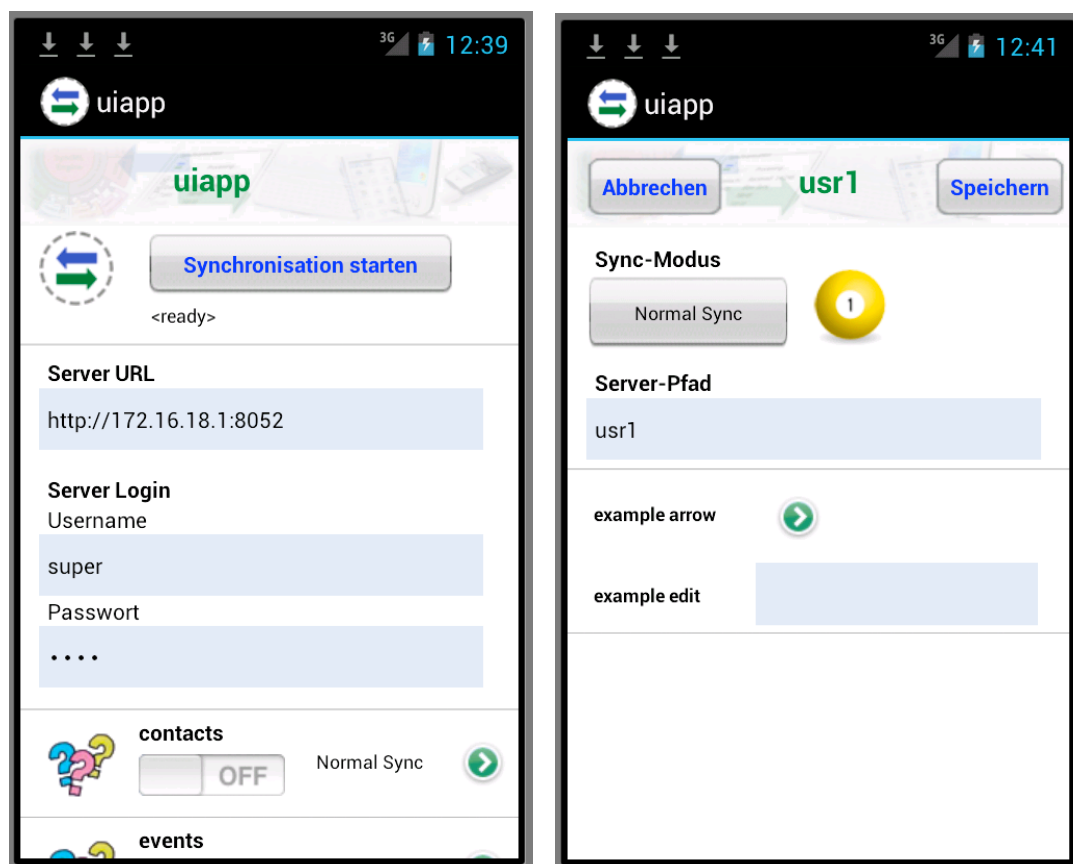 3G 12:39
uiapp
uiapp
Synchronisation starten
<ready>
Server URL
http://172.16.18.1:8052
Server Login
Username
super
Passwort
••••
contacts
OFF
Normal Sync
events
3G 12:41
uiapp
Abbrechen
usr1
Speichern
Sync-Modus
Normal Sync
1
Server-Pfad
usr1
example arrow
example edit